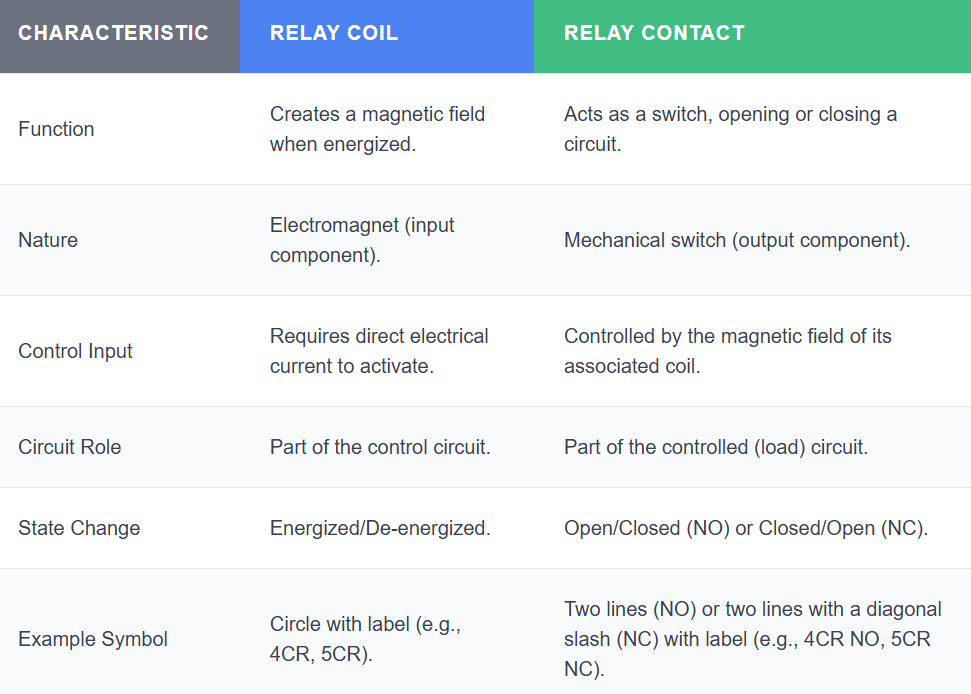 CHARACTERISTIC RELAY COIL RELAY CONTACT
Function
Creates a magnetic field
when energized.
Acts as a switch, opening or closing a
circuit.
Nature
Electromagnet (input
component).
Mechanical switch (output component).
Control Input
Requires direct electrical
current to activate.
Controlled by the magnetic field of its
associated coil.
Circuit Role
Part of the control circuit.
Part of the controlled (load) circuit.
State Change
Energized/De-energized.
Open/Closed (NO) or Closed/Open (NC).
Example Symbol
Circle with label (e.g.,
4CR, 5CR).
Two lines (NO) or two lines with a diagonal
slash (NC) with label (e.g., 4CR NO, 5CR
NC).